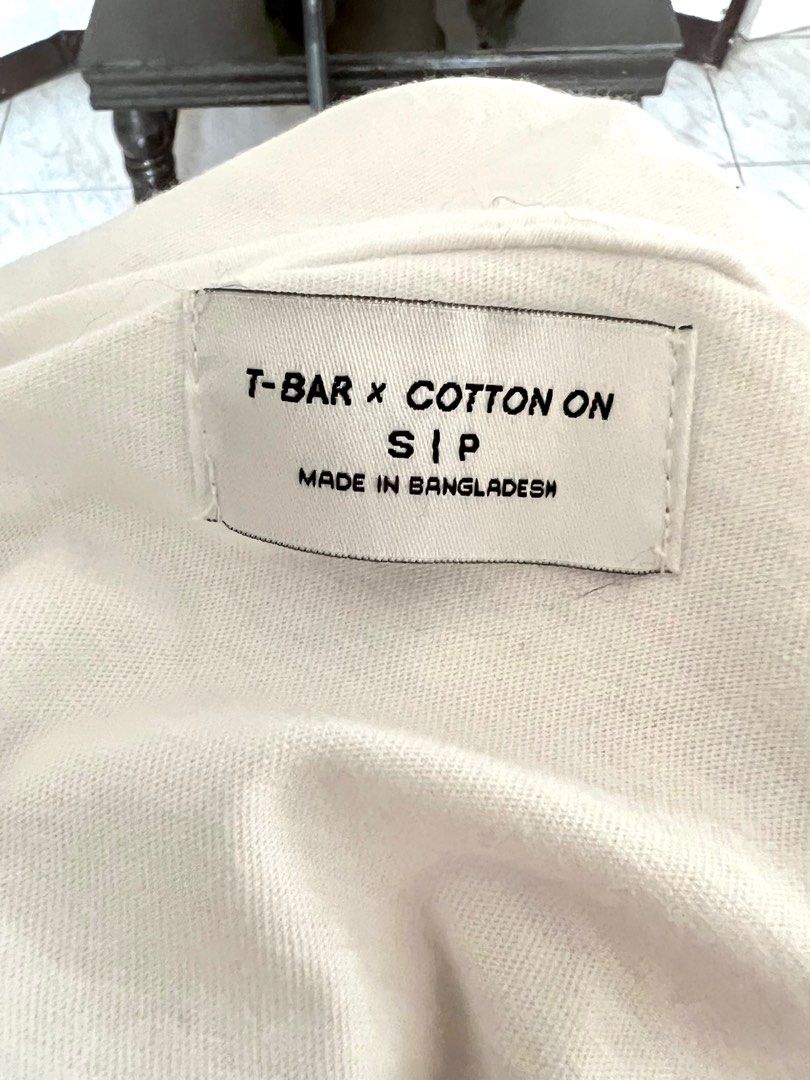 T-BAR x COTTON ON
S | P
MADE IN BANGLADESH